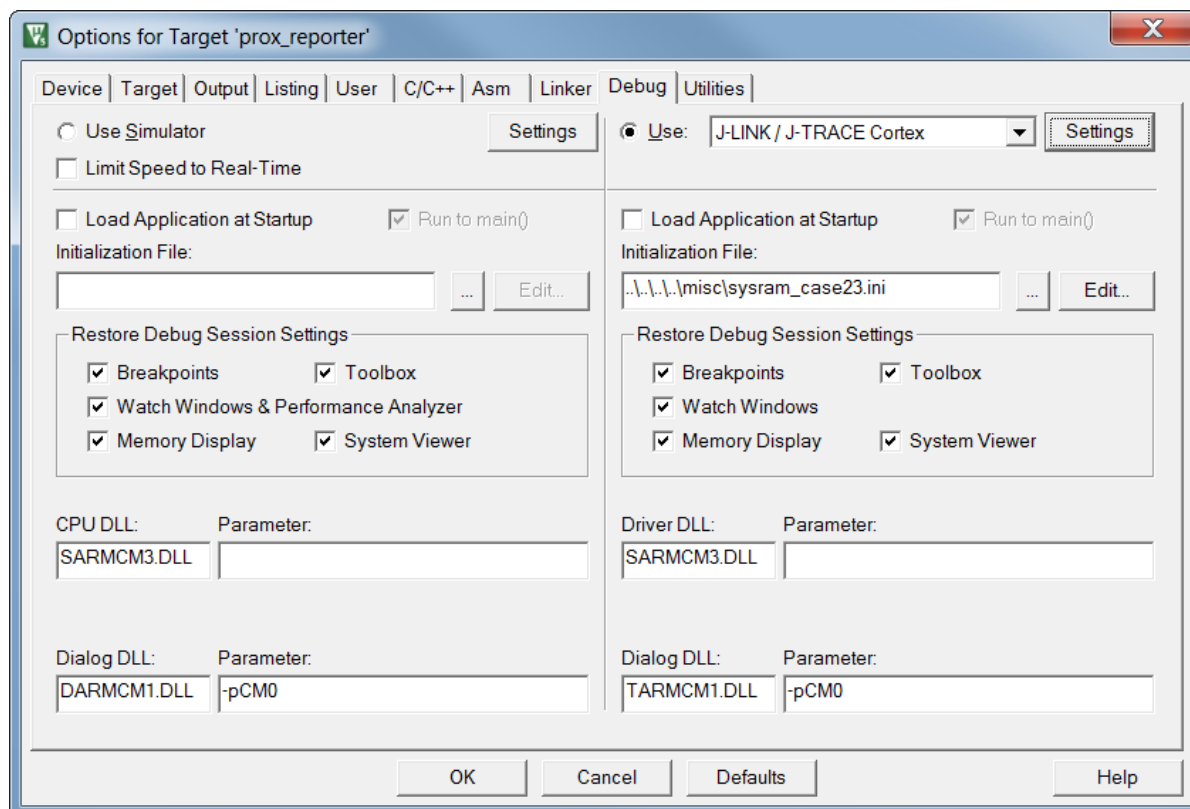 Options for Target 'prox_reporter'
Device Target Output Listing User C/C++ Asm Linker Debug Utilities
Use Simulator Settings
Limit Speed to Real-Time
Use: J-LINK / J-TRACE Cortex Settings
Load Application at Startup Run to main()
Initialization File:
... Edit...
Restore Debug Session Settings
Breakpoints Toolbox
Watch Windows & Performance Analyzer
Memory Display System Viewer
CPU DLL: Parameter:
SARMCM3.DLL
Dialog DLL: Parameter:
DARMCM1.DLL -pCM0
Load Application at Startup Run to main()
Initialization File:
..\..\..\..\misc\sysram_case23.ini ... Edit...
Restore Debug Session Settings
Breakpoints Toolbox
Watch Windows
Memory Display System Viewer
Driver DLL: Parameter:
SARMCM3.DLL
Dialog DLL: Parameter:
TARMCM1.DLL -pCM0
OK Cancel Defaults Help